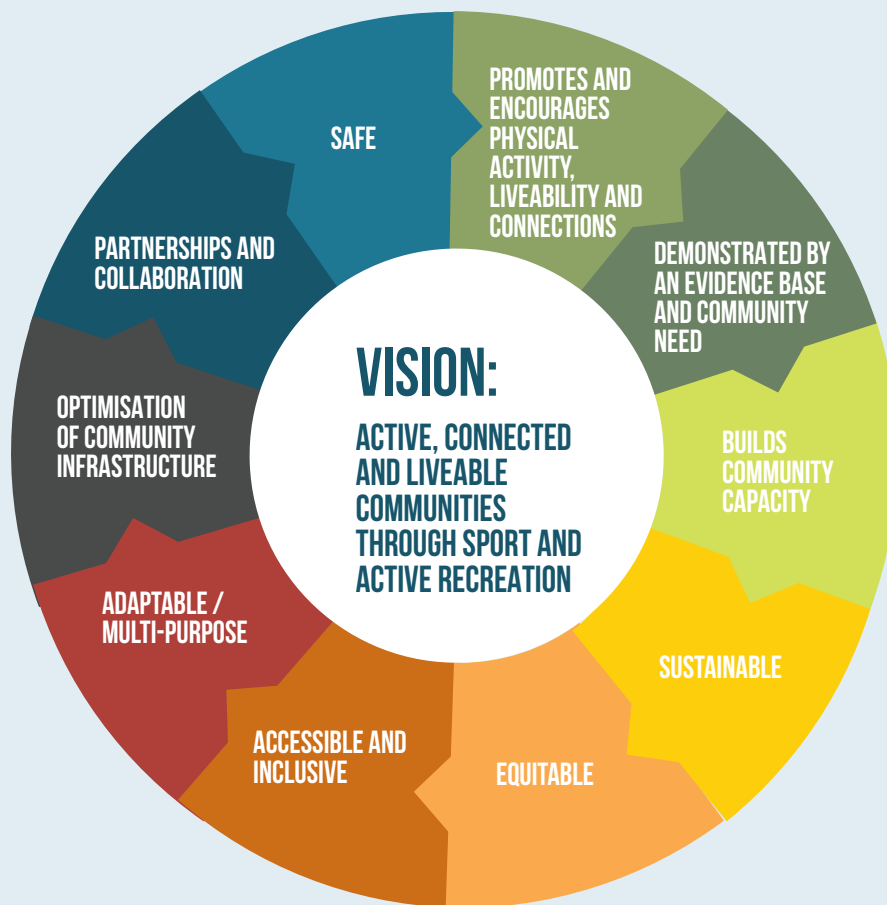 PROMOTES AND
ENCOURAGES
PHYSICAL
ACTIVITY,
LIVEABILITY AND
CONNECTIONS
DEMONSTRATED BY
AN EVIDENCE BASE
AND COMMUNITY
NEED
BUILDS
COMMUNITY
CAPACITY
SUSTAINABLE
EQUITABLE
ACCESSIBLE AND
INCLUSIVE
ADAPTABLE /
MULTI-PURPOSE
OPTIMISATION
OF COMMUNITY
INFRASTRUCTURE
PARTNERSHIPS AND
COLLABORATION
SAFE
VISION:
ACTIVE, CONNECTED
AND LIVEABLE
COMMUNITIES
THROUGH SPORT AND
ACTIVE RECREATION